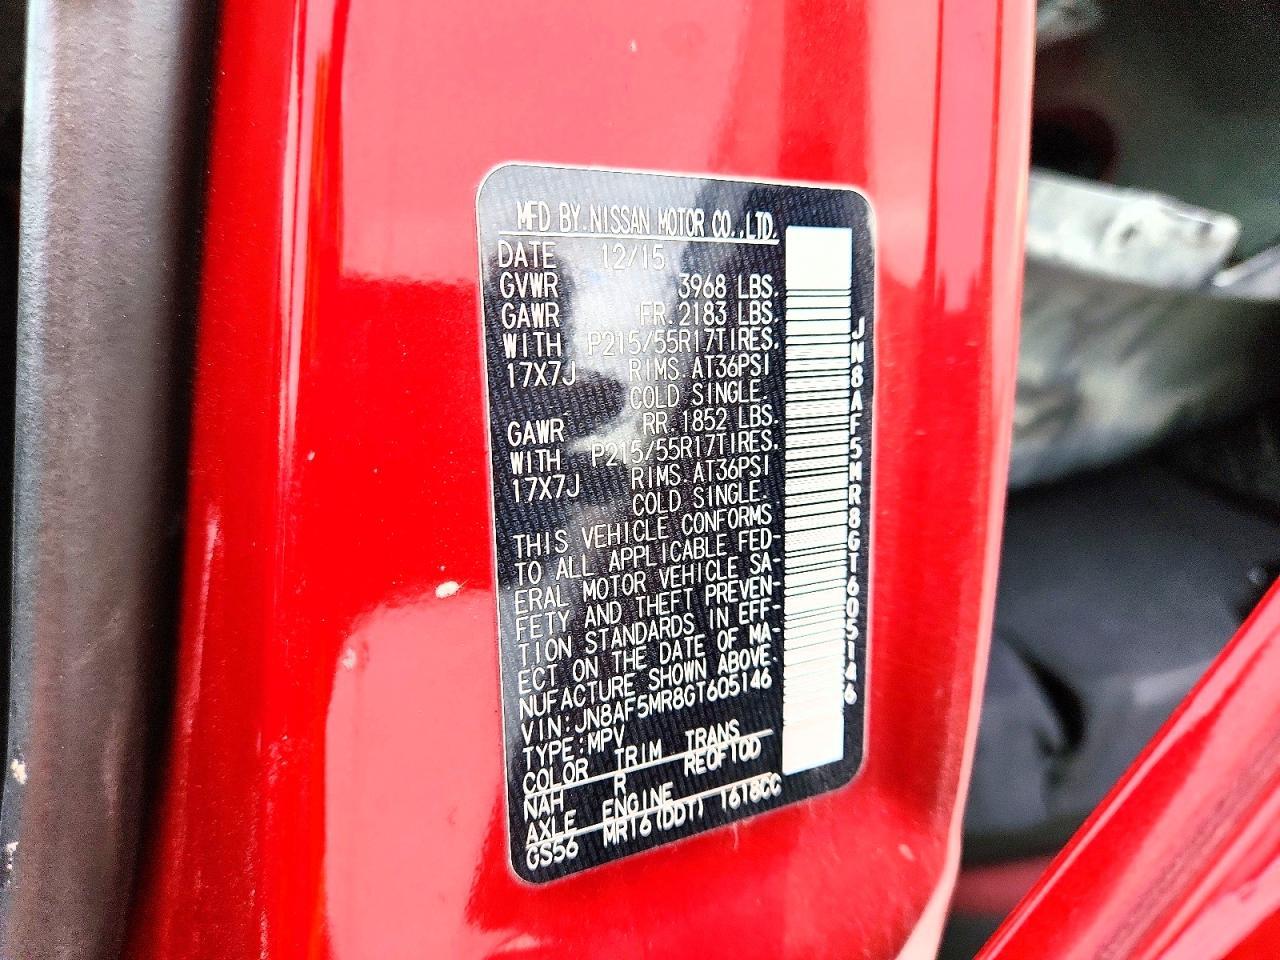 MFD BY:NISSAN MOTOR CO.,LTD.
DATE 12/15
GVWR 3968 LBS.
GAWR FR.2183 LBS.
WITH P215/55R17TIRES,
17X7J RIMS.AT36PSI
COLD SINGLE.
GAWR RR.1852 LBS.
WITH P215/55R17TIRES,
17X7J RIMS.AT36PSI
COLD SINGLE.
THIS VEHICLE CONFORMS
TO ALL APPLICABLE FED-
ERAL MOTOR VEHICLE SA-
FETY AND THEFT PREVEN-
TION STANDARDS IN EFF-
ECT ON THE DATE OF MA-
NUFACTURE SHOWN ABOVE.
VIN:JN8AF5MR8GT605146
TYPE:MPV
COLOR TRIM TRANS
NAH R RE0F10D
AXLE ENGINE
GS56 MR16(DDT) 1618CC
JN8AF5MR8GT605146